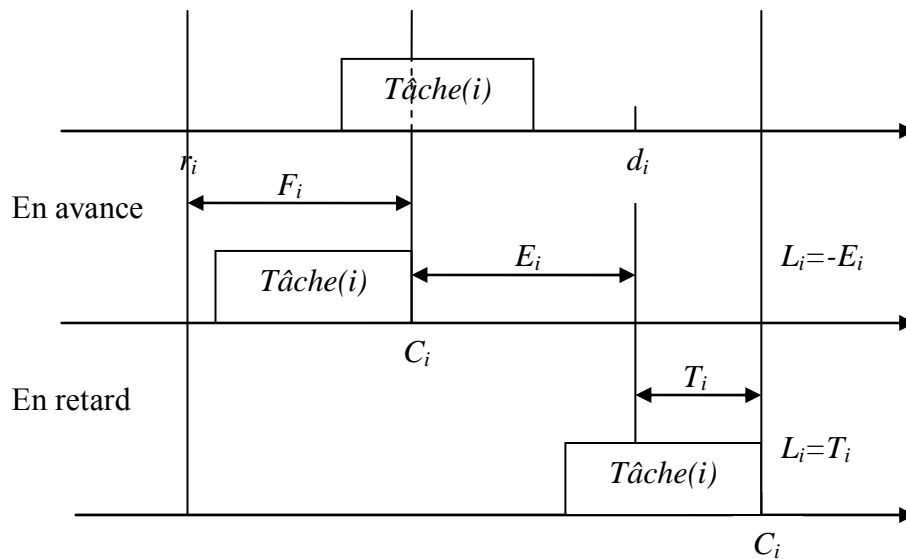 Tâche(i)
r_i
d_i
F_i
En avance
E_i
L_i=-E_i
Tâche(i)
C_i
T_i
En retard
L_i=T_i
Tâche(i)
C_i